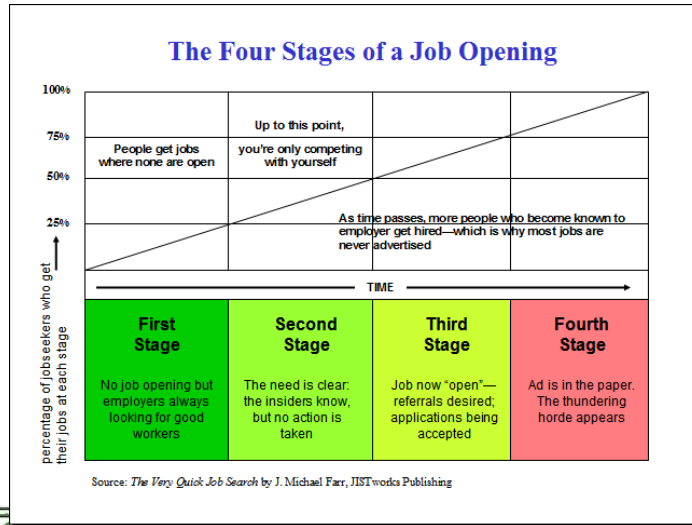 The Four Stages of a Job Opening
100%
75%
50%
25%
People get jobs
where none are open
Up to this point,
you're only competing
with yourself
As time passes, more people who become known to
employer get hired—which is why most jobs are
never advertised
percentage of jobseekers who get
their jobs at each stage
TIME
First
Stage
No job opening but
employers always
looking for good
workers
Second
Stage
The need is clear:
the insiders know,
but no action is
taken
Third
Stage
Job now “open”—
referrals desired;
applications being
accepted
Fourth
Stage
Ad is in the paper.
The thundering
horde appears
Source: The Very Quick Job Search by J. Michael Farr, JISTworks Publishing